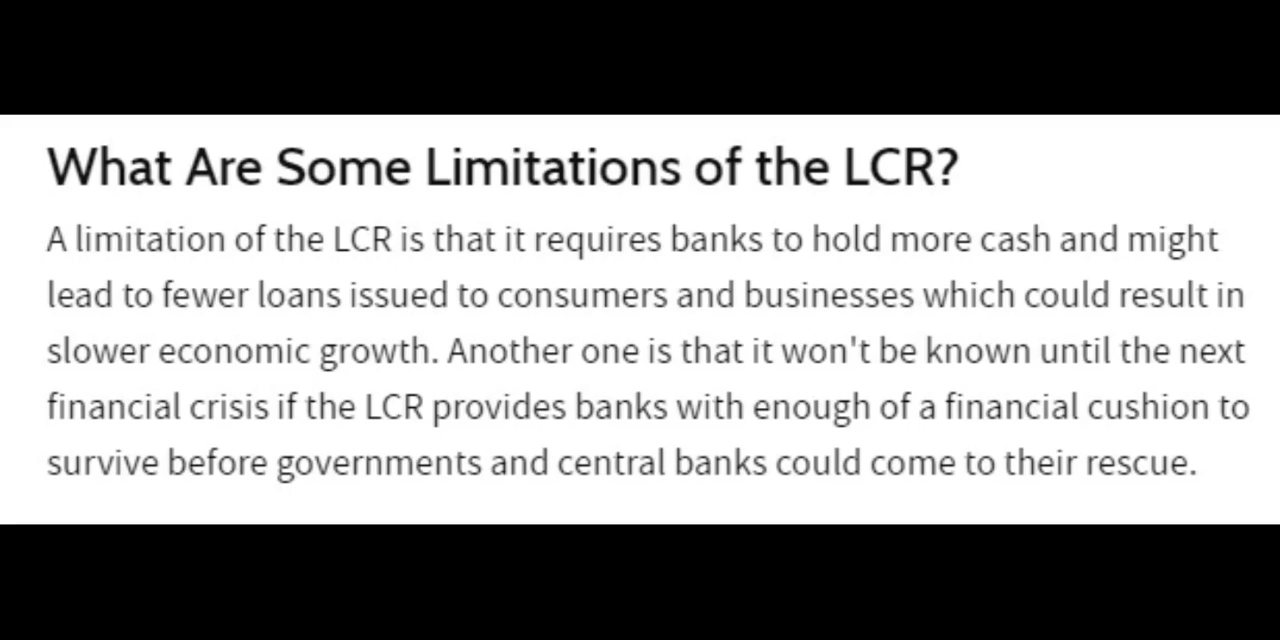 What Are Some Limitations of the LCR?
A limitation of the LCR is that it requires banks to hold more cash and might
lead to fewer loans issued to consumers and businesses which could result in
slower economic growth. Another one is that it won't be known until the next
financial crisis if the LCR provides banks with enough of a financial cushion to
survive before governments and central banks could come to their rescue.